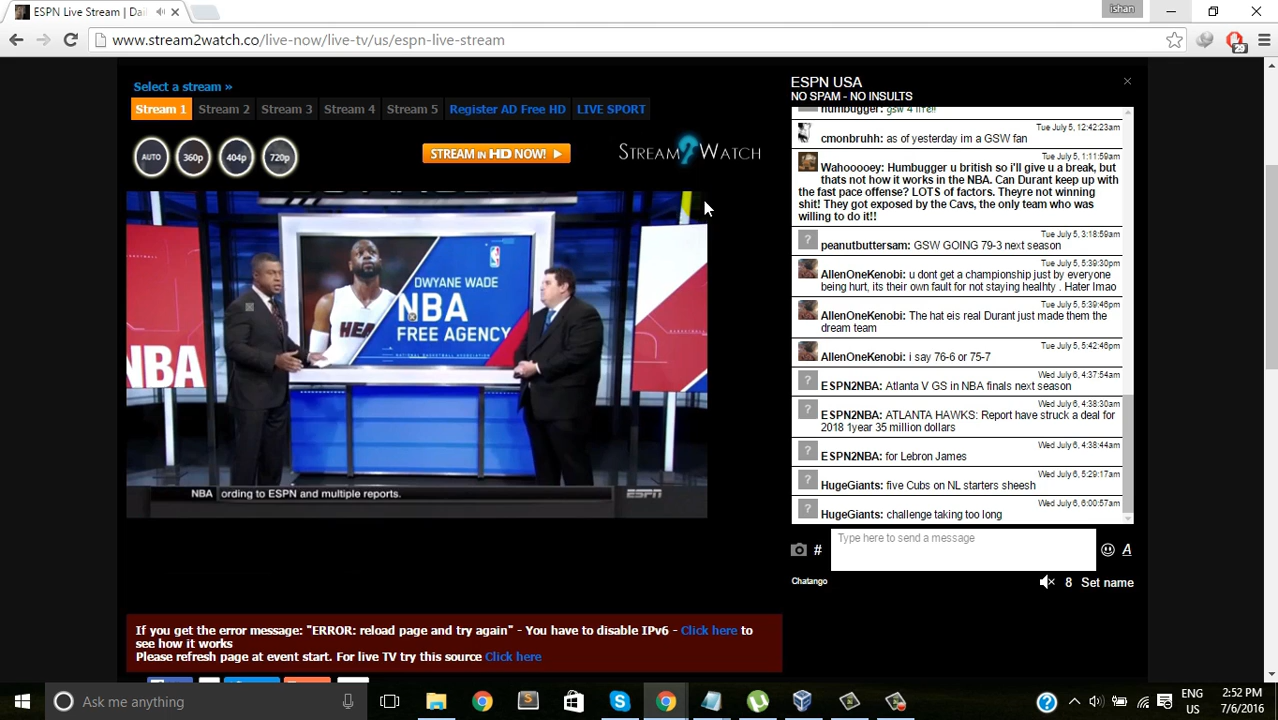 ESPN Live Stream | Dai
ishan
www.stream2watch.co/live-now/live-tv/us/espn-live-stream
29
Select a stream »
Stream 1 Stream 2 Stream 3 Stream 4 Stream 5 Register AD Free HD LIVE SPORT
AUTO 360p 404p 720p
STREAM IN HD NOW!
STREAM2WATCH
DWYANE WADE
NBA
FREE AGENCY
HEA
NBA
NBA ording to ESPN and multiple reports.
ESPN
If you get the error message: "ERROR: reload page and try again" - You have to disable IPv6 - Click here to
see how it works
Please refresh page at event start. For live TV try this source Click here
ESPN USA
NO SPAM - NO INSULTS
humbugger: gsw 4 life!!
Tue July 5, 12:42:23am
cmonbruhh: as of yesterday im a GSW fan
Tue July 5, 1:11:59am
Wahooooey: Humbugger u british so i'll give u a break, but
thats not how it works in the NBA. Can Durant keep up with
the fast pace offense? LOTS of factors. Theyre not winning
shit! They got exposed by the Cavs, the only team who was
willing to do it!!
Tue July 5, 3:18:59am
peanutbuttersam: GSW GOING 79-3 next season
Tue July 5, 5:39:30pm
AllenOneKenobi: u dont get a championship just by everyone
being hurt, its their own fault for not staying healhty . Hater lmao
Tue July 5, 5:39:46pm
AllenOneKenobi: The hat eis real Durant just made them the
dream team
Tue July 5, 5:42:46pm
AllenOneKenobi: i say 76-6 or 75-7
Wed July 6, 4:37:54am
ESPN2NBA: Atlanta V GS in NBA finals next season
Wed July 6, 4:38:30am
ESPN2NBA: ATLANTA HAWKS: Report have struck a deal for
2018 1year 35 million dollars
Wed July 6, 4:38:44am
ESPN2NBA: for Lebron James
Wed July 6, 5:29:17am
HugeGiants: five Cubs on NL starters sheesh
Wed July 6, 6:00:57am
HugeGiants: challenge taking too long
Type here to send a message
# A
Chatango
8 Set name
Ask me anything
ENG
US
2:52 PM
7/6/2016